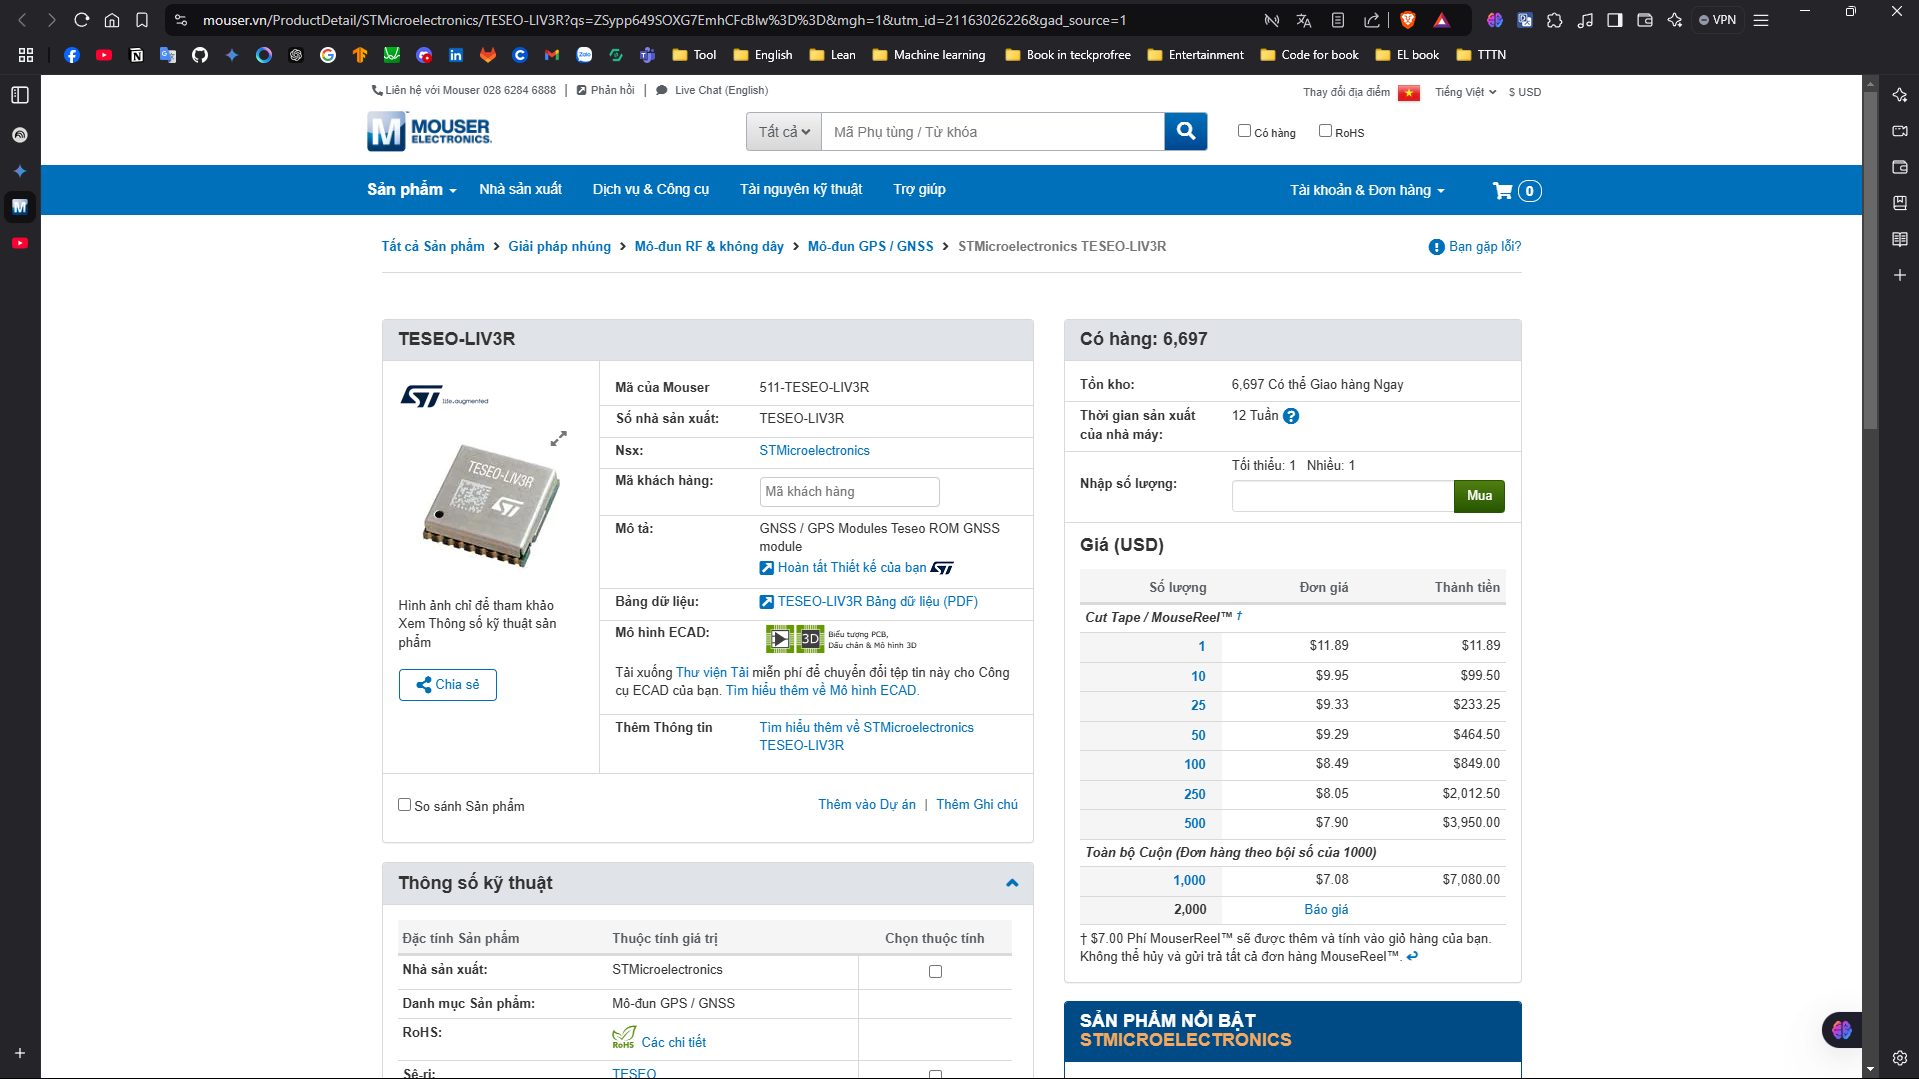 mouser.vn/ProductDetail/STMicroelectronics/TESEO-LIV3R?qs=ZSypp649SOXG7EmhCFcBlw%3D%3D&mgh=1&utm_id=21163026226&gad_source=1
VPN
Tool
English
Lean
Machine learning
Book in teckprofree
Entertainment
Code for book
EL book
TTTN
Liên hệ với Mouser 028 6284 6888 | Phản hồi | Live Chat (English)
Thay đổi địa điểm Tiếng Việt $ USD
MOUSER
ELECTRONICS.
Tất cả
Mã Phụ tùng / Từ khóa
Có hàng
RoHS
Sản phẩm
Nhà sản xuất
Dịch vụ & Công cụ
Tài nguyên kỹ thuật
Trợ giúp
Tài khoản & Đơn hàng
0
Tất cả Sản phẩm > Giải pháp nhúng > Mô-đun RF & không dây > Mô-đun GPS / GNSS > STMicroelectronics TESEO-LIV3R
Bạn gặp lỗi?
TESEO-LIV3R
ST life.augmented
TESEO-LIV3R
ST
Hình ảnh chỉ để tham khảo
Xem Thông số kỹ thuật sản
phẩm
Chia sẻ
Mã của Mouser 511-TESEO-LIV3R
Số nhà sản xuất: TESEO-LIV3R
Nsx: STMicroelectronics
Mã khách hàng: Mã khách hàng
Mô tả: GNSS / GPS Modules Teseo ROM GNSS
module
Hoàn tất Thiết kế của bạn ST
Bảng dữ liệu: TESEO-LIV3R Bảng dữ liệu (PDF)
Mô hình ECAD: 3D Biểu tượng PCB,
Dấu chân & Mô hình 3D
Tải xuống Thư viện Tải miễn phí để chuyển đổi tệp tin này cho Công
cụ ECAD của bạn. Tìm hiểu thêm về Mô hình ECAD.
Thêm Thông tin Tìm hiểu thêm về STMicroelectronics
TESEO-LIV3R
So sánh Sản phẩm
Thêm vào Dự án | Thêm Ghi chú
Thông số kỹ thuật
Đặc tính Sản phẩm Thuộc tính giá trị Chọn thuộc tính
Nhà sản xuất: STMicroelectronics
Danh mục Sản phẩm: Mô-đun GPS / GNSS
RoHS: RoHS Các chi tiết
Sê-ri: TESEO
Có hàng: 6,697
Tồn kho: 6,697 Có thể Giao hàng Ngay
Thời gian sản xuất 12 Tuần
của nhà máy:
Tối thiểu: 1 Nhiều: 1
Nhập số lượng: Mua
Giá (USD)
Số lượng Đơn giá Thành tiền
Cut Tape / MouseReel™ †
1 $11.89 $11.89
10 $9.95 $99.50
25 $9.33 $233.25
50 $9.29 $464.50
100 $8.49 $849.00
250 $8.05 $2,012.50
500 $7.90 $3,950.00
Toàn bộ Cuộn (Đơn hàng theo bội số của 1000)
1,000 $7.08 $7,080.00
2,000 Báo giá
† $7.00 Phí MouserReel™ sẽ được thêm và tính vào giỏ hàng của bạn.
Không thể hủy và gửi trả tất cả đơn hàng MouseReel™.
SẢN PHẨM NỔI BẬT
STMICROELECTRONICS